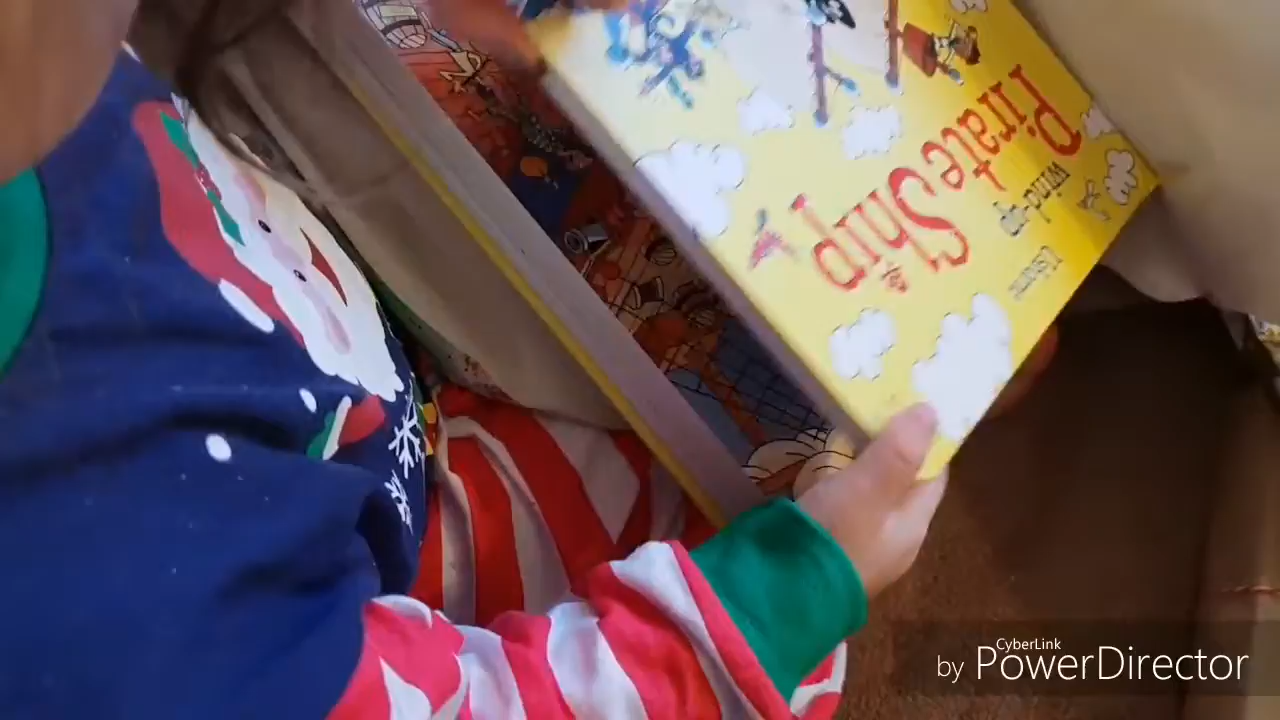 Usborne
wind-up
Pirate Ship
CyberLink
by PowerDirector